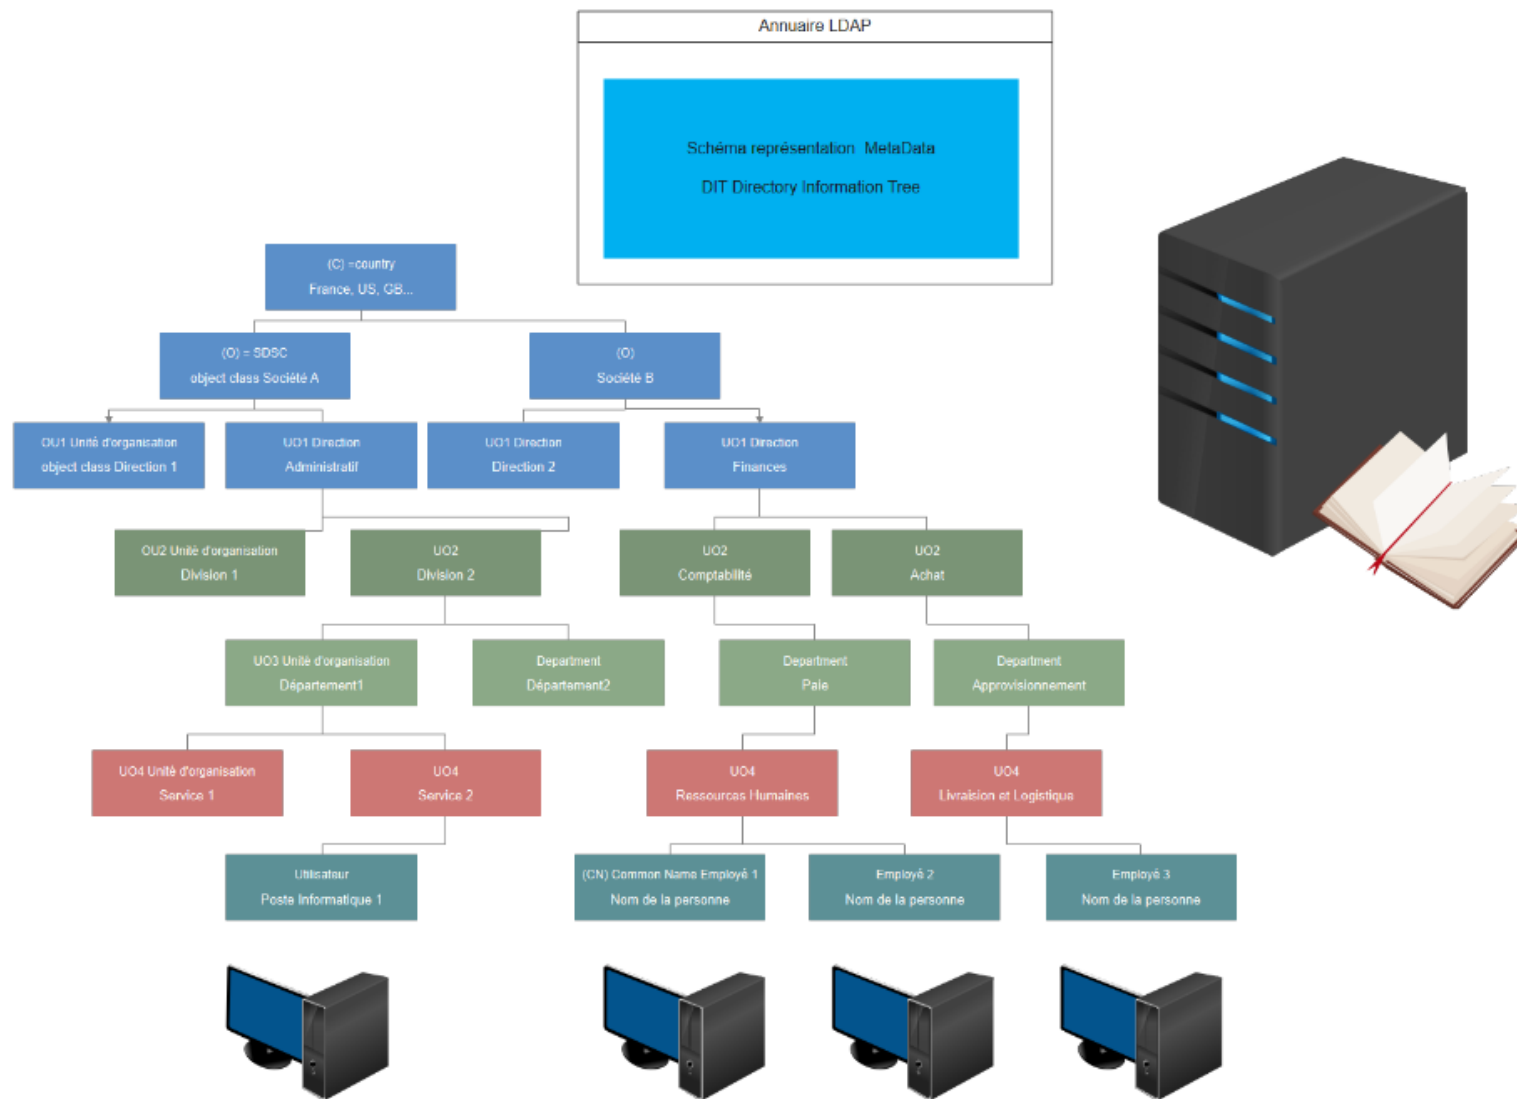 Annuaire LDAP
Schéma représentation MetaData
DIT Directory Information Tree
(C) =country
France, US, GB...
(O) = SDSC
object class Société A
(O)
Société B
OU1 Unité d'organisation
object class Direction 1
UO1 Direction
Administratif
UO1 Direction
Direction 2
UO1 Direction
Finances
OU2 Unité d'organisation
Division 1
UO2
Division 2
UO2
Comptabilité
UO2
Achat
UO3 Unité d'organisation
Département1
Department
Département2
Department
Paie
Department
Approvisionnement
UO4 Unité d'organisation
Service 1
UO4
Service 2
UO4
Ressourcas Humaines
UO4
Livraision et Logistique
Utilisateur
Poste Informatique 1
(CN) Common Name Employé 1
Nom de la personne
Employé 2
Nom de la personne
Employé 3
Nom de la personne